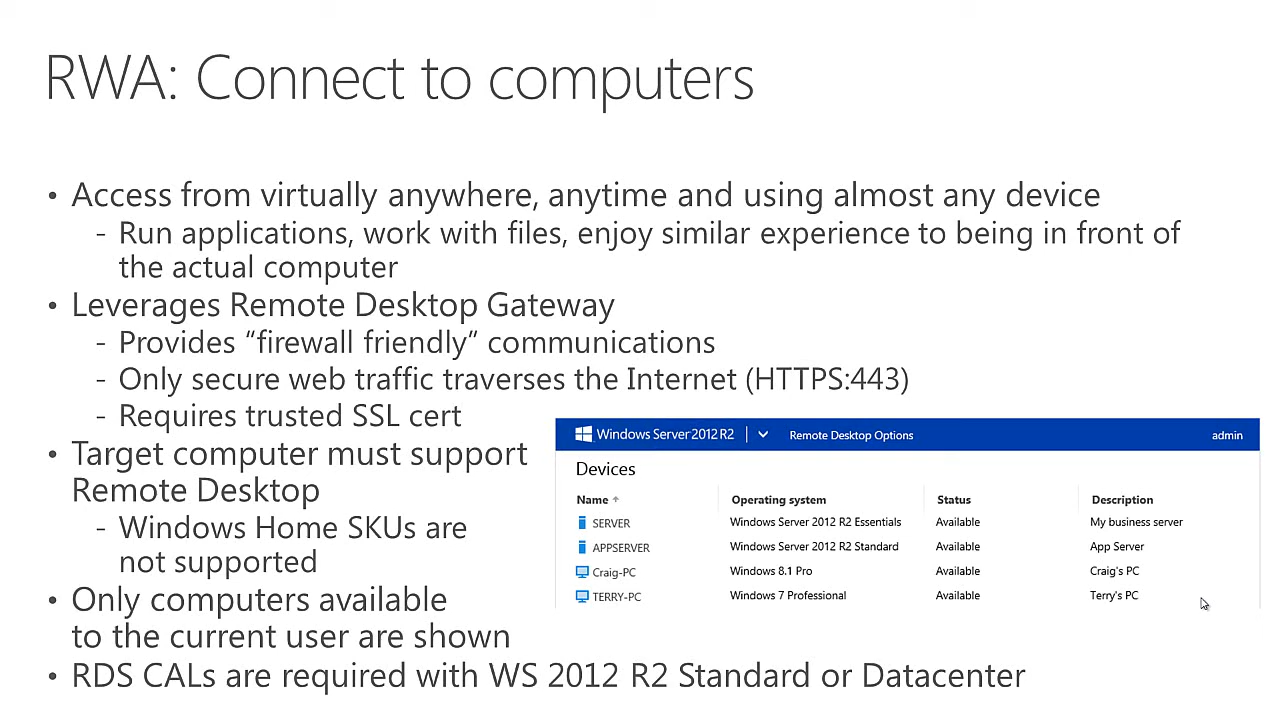 RWA: Connect to computers
• Access from virtually anywhere, anytime and using almost any device
- Run applications, work with files, enjoy similar experience to being in front of
the actual computer
• Leverages Remote Desktop Gateway
- Provides “firewall friendly” communications
- Only secure web traffic traverses the Internet (HTTPS:443)
- Requires trusted SSL cert
• Target computer must support
Remote Desktop
- Windows Home SKUs are
not supported
• Only computers available
to the current user are shown
• RDS CALs are required with WS 2012 R2 Standard or Datacenter
Windows Server 2012 R2 Remote Desktop Options admin
Devices
Name Operating system Status Description
SERVER Windows Server 2012 R2 Essentials Available My business server
APPSERVER Windows Server 2012 R2 Standard Available App Server
Craig-PC Windows 8.1 Pro Available Craig's PC
TERRY-PC Windows 7 Professional Available Terry's PC